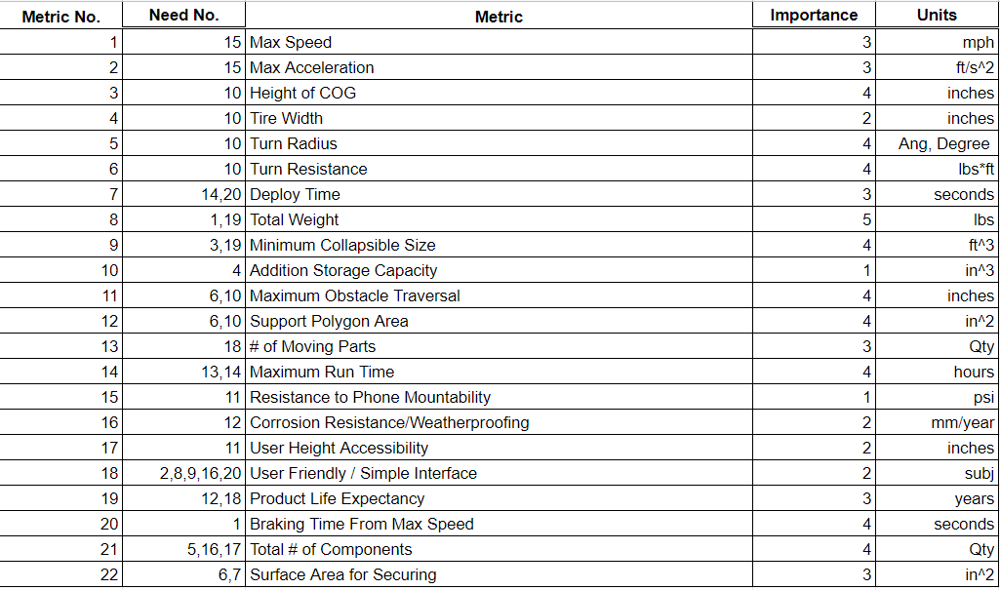 Metric No. Need No. Metric Importance Units
1 15 Max Speed 3 mph
2 15 Max Acceleration 3 ft/s^2
3 10 Height of COG 4 inches
4 10 Tire Width 2 inches
5 10 Turn Radius 4 Ang, Degree
6 10 Turn Resistance 4 lbs*ft
7 14,20 Deploy Time 3 seconds
8 1,19 Total Weight 5 lbs
9 3,19 Minimum Collapsible Size 4 ft^3
10 4 Addition Storage Capacity 1 in^3
11 6,10 Maximum Obstacle Traversal 4 inches
12 6,10 Support Polygon Area 4 in^2
13 18 # of Moving Parts 3 Qty
14 13,14 Maximum Run Time 4 hours
15 11 Resistance to Phone Mountability 1 psi
16 12 Corrosion Resistance/Weatherproofing 2 mm/year
17 11 User Height Accessibility 2 inches
18 2,8,9,16,20 User Friendly / Simple Interface 2 subj
19 12,18 Product Life Expectancy 3 years
20 1 Braking Time From Max Speed 4 seconds
21 5,16,17 Total # of Components 4 Qty
22 6,7 Surface Area for Securing 3 in^2